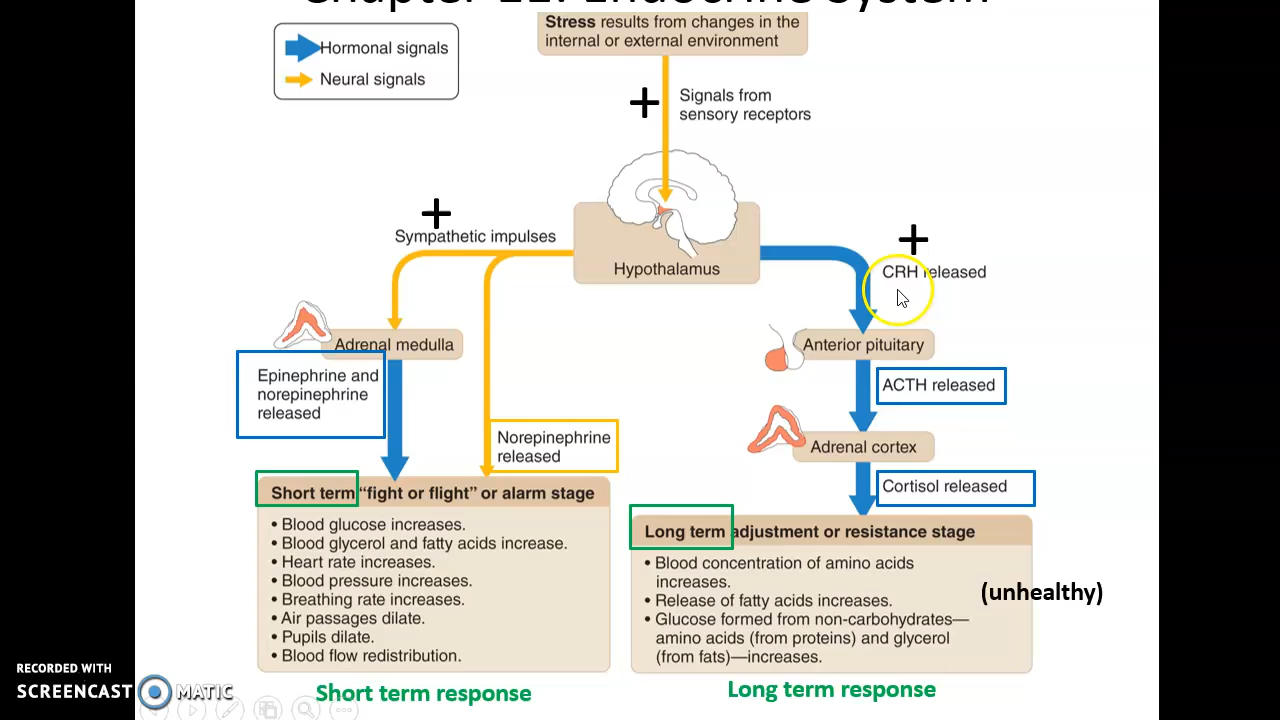 Chapter 11: Endocrine System
Stress results from changes in the
internal or external environment
Hormonal signals
Neural signals
+
Signals from
sensory receptors
+
Sympathetic impulses
+
CRH released
Hypothalamus
Adrenal medulla
Anterior pituitary
Epinephrine and
norepinephrine
released
ACTH released
Norepinephrine
released
Adrenal cortex
Cortisol released
Short term “fight or flight” or alarm stage
• Blood glucose increases.
• Blood glycerol and fatty acids increase.
• Heart rate increases.
• Blood pressure increases.
• Breathing rate increases.
• Air passages dilate.
• Pupils dilate.
• Blood flow redistribution.
Long term adjustment or resistance stage
• Blood concentration of amino acids
increases.
• Release of fatty acids increases.
• Glucose formed from non-carbohydrates—
amino acids (from proteins) and glycerol
(from fats)—increases.
(unhealthy)
Short term response
Long term response
RECORDED WITH
SCREENCAST MATIC